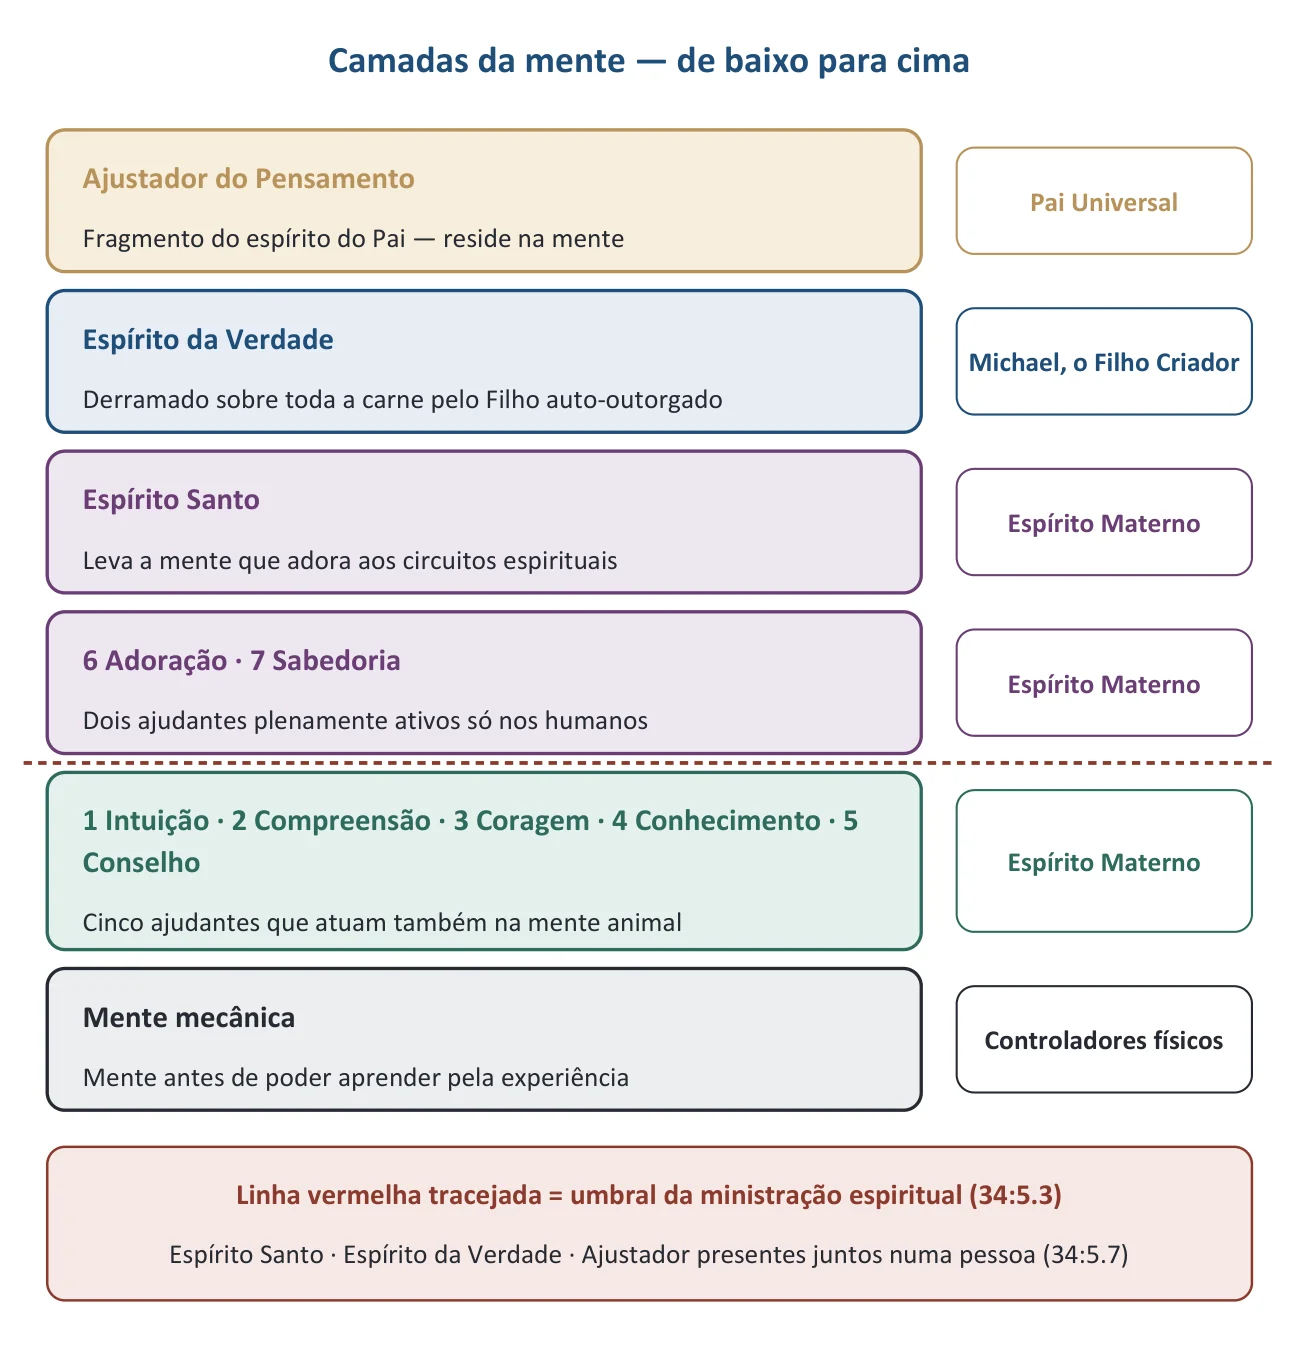 Camadas da mente — de baixo para cima
Ajustador do Pensamento
Fragmento do espírito do Pai — reside na mente
Pai Universal
Espírito da Verdade
Derramado sobre toda a carne pelo Filho auto-outorgado
Michael, o Filho Criador
Espírito Santo
Leva a mente que adora aos circuitos espirituais
Espírito Materno
6 Adoração · 7 Sabedoria
Dois ajudantes plenamente ativos só nos humanos
Espírito Materno
1 Intuição · 2 Compreensão · 3 Coragem · 4 Conhecimento · 5
Conselho
Cinco ajudantes que atuam também na mente animal
Espírito Materno
Mente mecânica
Mente antes de poder aprender pela experiência
Controladores físicos
Linha vermelha tracejada = umbral da ministração espiritual (34:5.3)
Espírito Santo · Espírito da Verdade · Ajustador presentes juntos numa pessoa (34:5.7)